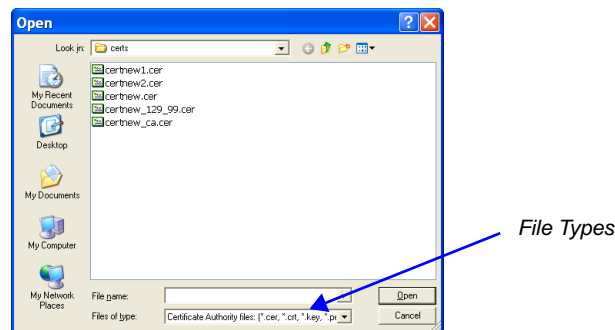 Open
Look in:
certs
My Recent
Documents
Desktop
My Documents
My Computer
My Network
Places
certnew1.cer
certnew2.cer
certnew.cer
certnew_129_99.cer
certnew_ca.cer
File name:
Open
Files of type:
Certificate Authority files: (*.cer, *.crt, *.key, *.pe
Cancel
File Types